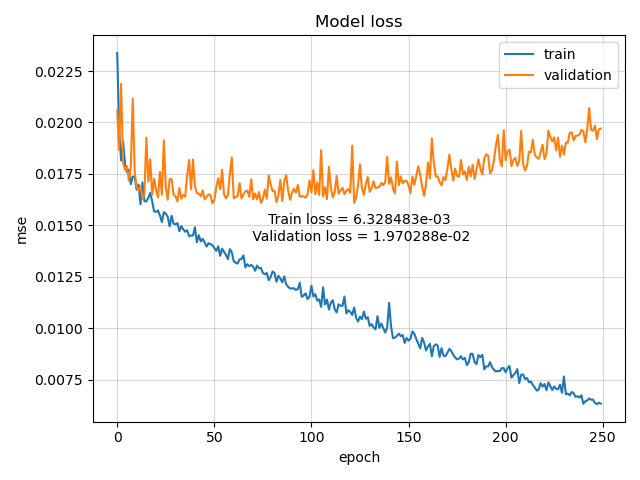 Model loss
train
validation
0.0225
0.0200
0.0175
0.0150
0.0125
0.0100
0.0075
mse
Train loss = 6.328483e-03
Validation loss = 1.970288e-02
0 50 100 150 200 250
epoch